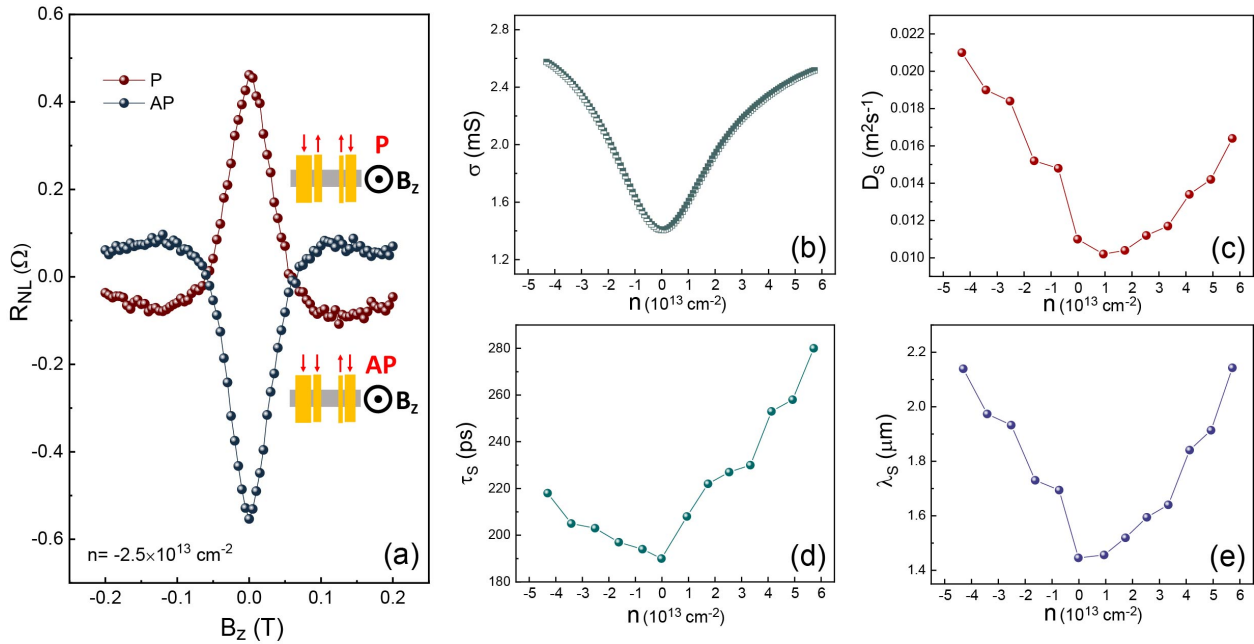 0.6
0.4
0.2
0.0
-0.2
-0.4
-0.6
R_NL (Ω)
P
AP
P
B_z
AP
B_z
n= -2.5×10^13 cm^-2
(a)
-0.2 -0.1 0.0 0.1 0.2
B_z (T)
2.8
2.4
2.0
1.6
1.2
σ (mS)
(b)
-5 -4 -3 -2 -1 0 1 2 3 4 5 6
n (10^13 cm^-2)
0.022
0.020
0.018
0.016
0.014
0.012
0.010
D_S (m^2s^-1)
(c)
-5 -4 -3 -2 -1 0 1 2 3 4 5 6
n (10^13 cm^-2)
280
260
240
220
200
180
τ_S (ps)
(d)
-5 -4 -3 -2 -1 0 1 2 3 4 5 6
n (10^13 cm^-2)
2.2
2.0
1.8
1.6
1.4
λ_S (μm)
(e)
-5 -4 -3 -2 -1 0 1 2 3 4 5 6
n (10^13 cm^-2)